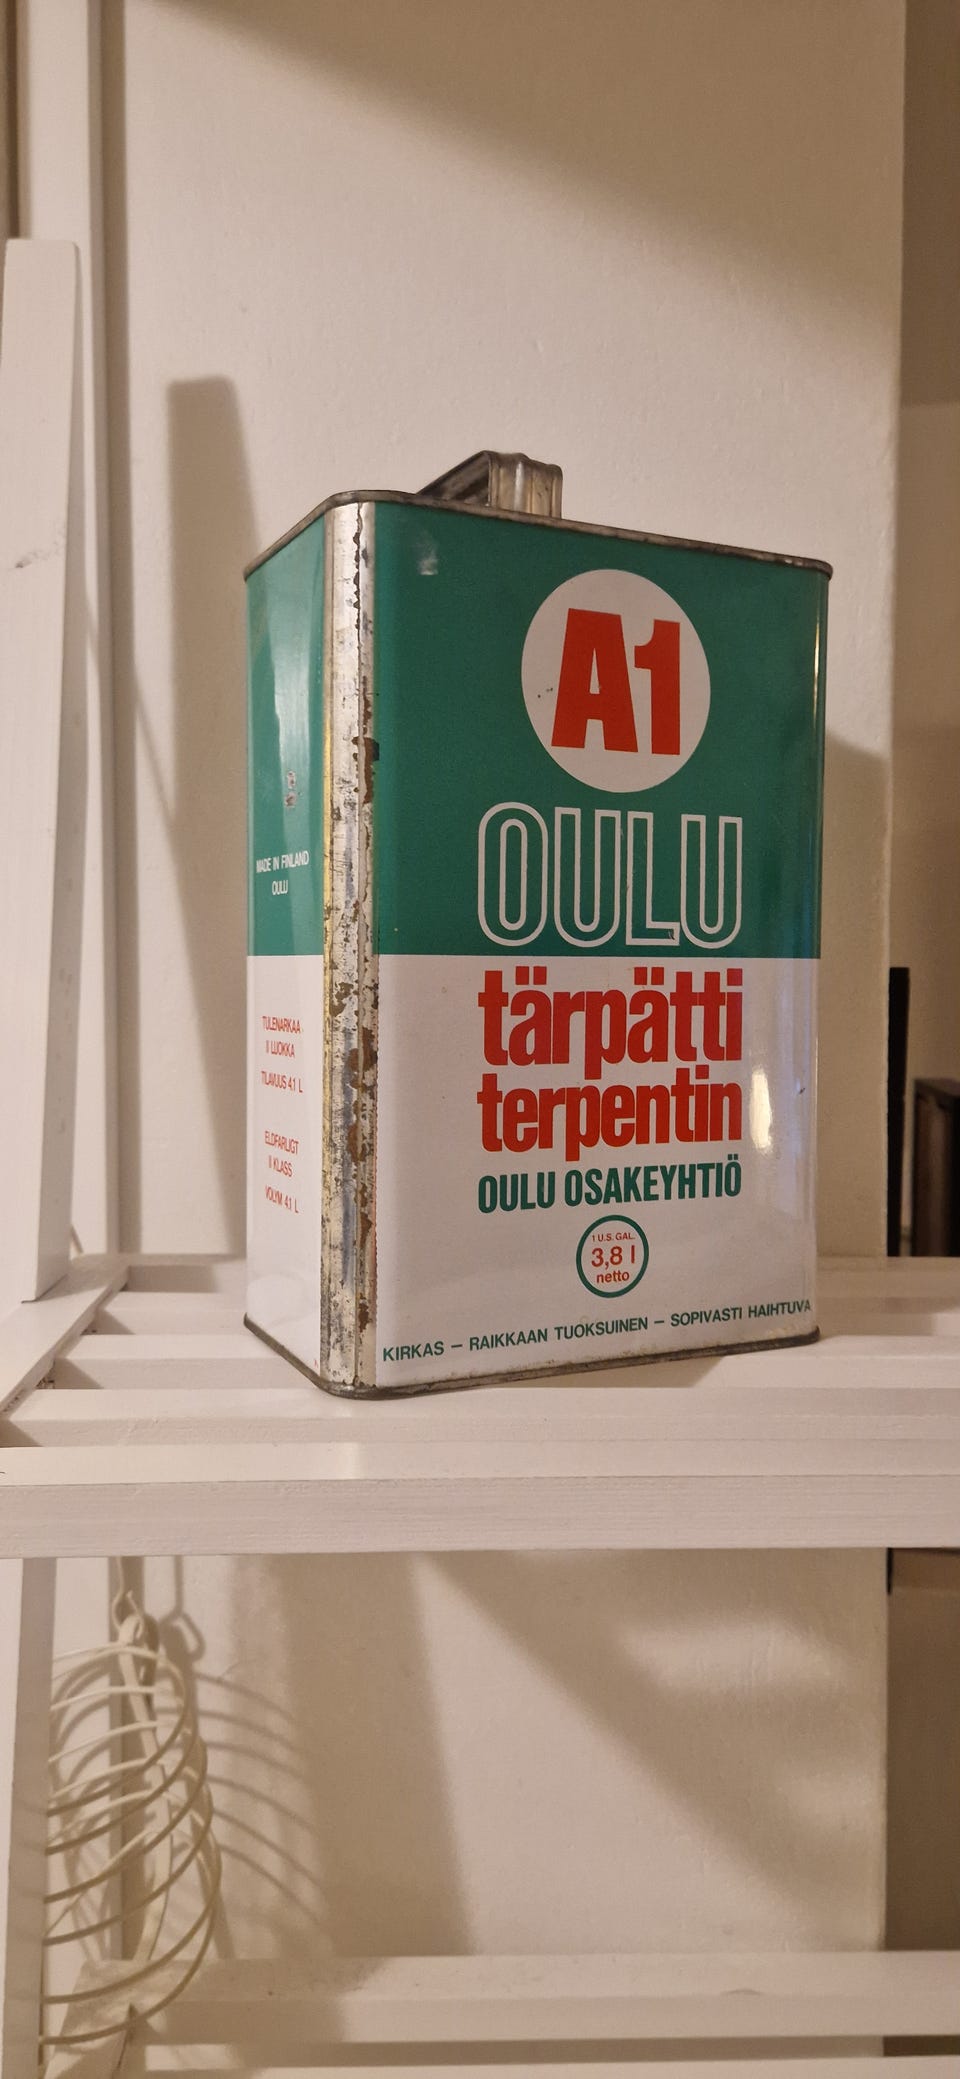 A1
OULU
tärpätti
terpentin
OULU OSAKEYHTIÖ
1 U.S. GAL.
3,8 l
netto
KIRKAS – RAIKKAAN TUOKSUINEN – SOPIVASTI HAIHTUVA
MADE IN FINLAND
OULU
TULENARKAA
II LUOKKA
TILAVUUS 4.1 L
ELDFARLIGT
II KLASS
VOLYM 4.1 L